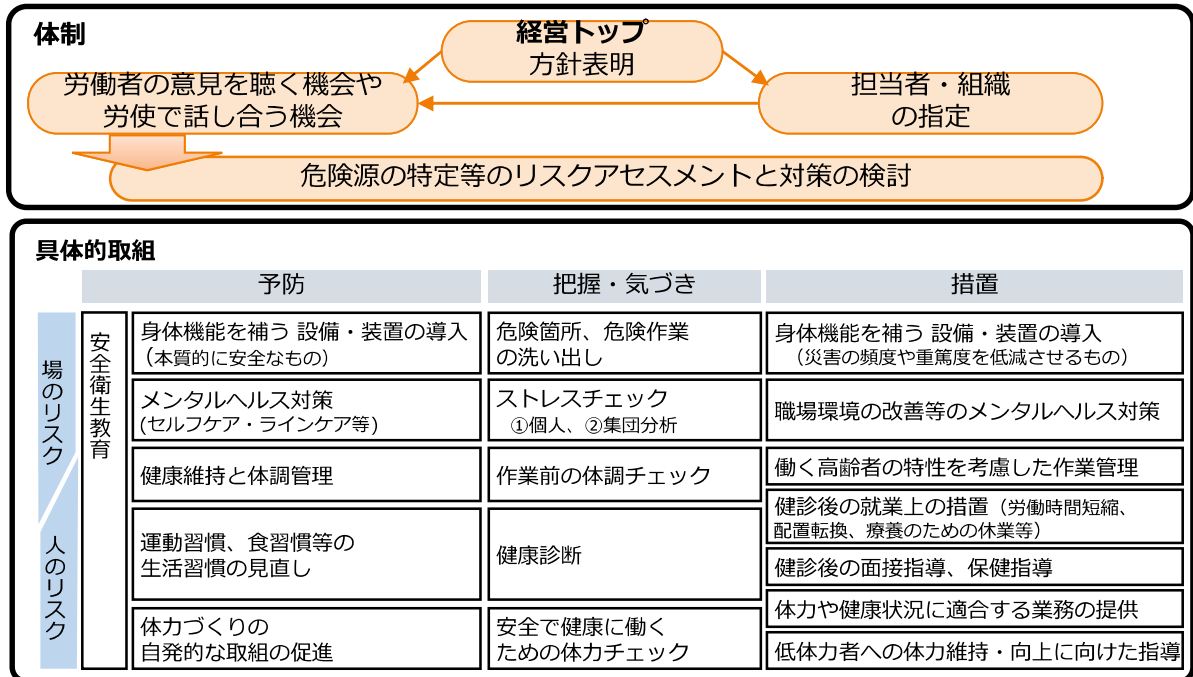 体制
経営トップ
方針表明
労働者の意見を聴く機会や
労使で話し合う機会
担当者・組織
の指定
危険源の特定等のリスクアセスメントと対策の検討
具体的取組
予防
把握・気づき
措置
場のリスク
人のリスク
安全衛生教育
身体機能を補う 設備・装置の導入
（本質的に安全なもの）
危険箇所、危険作業
の洗い出し
身体機能を補う 設備・装置の導入
（災害の頻度や重篤度を低減させるもの）
メンタルヘルス対策
(セルフケア・ラインケア等)
ストレスチェック
①個人、②集団分析
職場環境の改善等のメンタルヘルス対策
健康維持と体調管理
作業前の体調チェック
働く高齢者の特性を考慮した作業管理
運動習慣、食習慣等の
生活習慣の見直し
健康診断
健診後の就業上の措置（労働時間短縮、
配置転換、療養のための休業等）
健診後の面接指導、保健指導
体力づくりの
自発的な取組の促進
安全で健康に働く
ための体力チェック
体力や健康状況に適合する業務の提供
低体力者への体力維持・向上に向けた指導